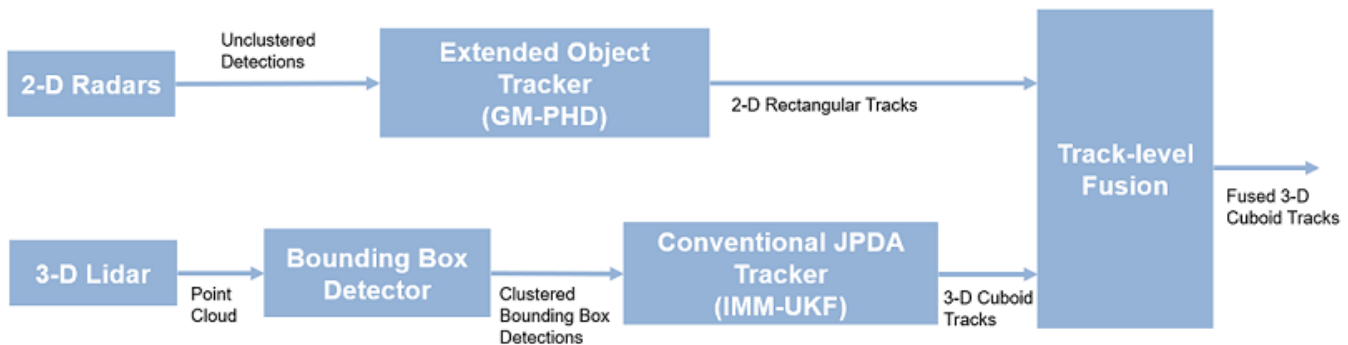 2-D Radars
Unclustered
Detections
Extended Object
Tracker
(GM-PHD)
2-D Rectangular Tracks
Track-level
Fusion
Fused 3-D
Cuboid Tracks
3-D Lidar
Point
Cloud
Bounding Box
Detector
Clustered
Bounding Box
Detections
Conventional JPDA
Tracker
(IMM-UKF)
3-D Cuboid
Tracks